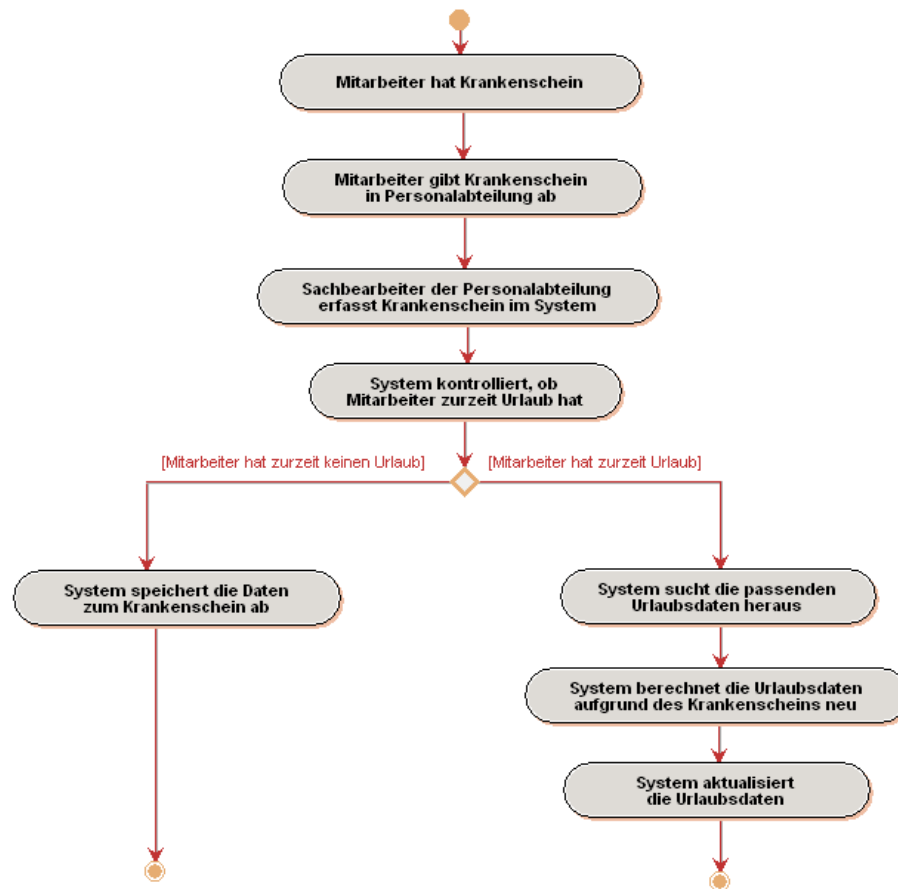 Mitarbeiter hat Krankenschein
Mitarbeiter gibt Krankenschein
in Personalabteilung ab
Sachbearbeiter der Personalabteilung
erfasst Krankenschein im System
System kontrolliert, ob
Mitarbeiter zurzeit Urlaub hat
[Mitarbeiter hat zurzeit keinen Urlaub]
[Mitarbeiter hat zurzeit Urlaub]
System speichert die Daten
zum Krankenschein ab
System sucht die passenden
Urlaubsdaten heraus
System berechnet die Urlaubsdaten
aufgrund des Krankenscheins neu
System aktualisiert
die Urlaubsdaten